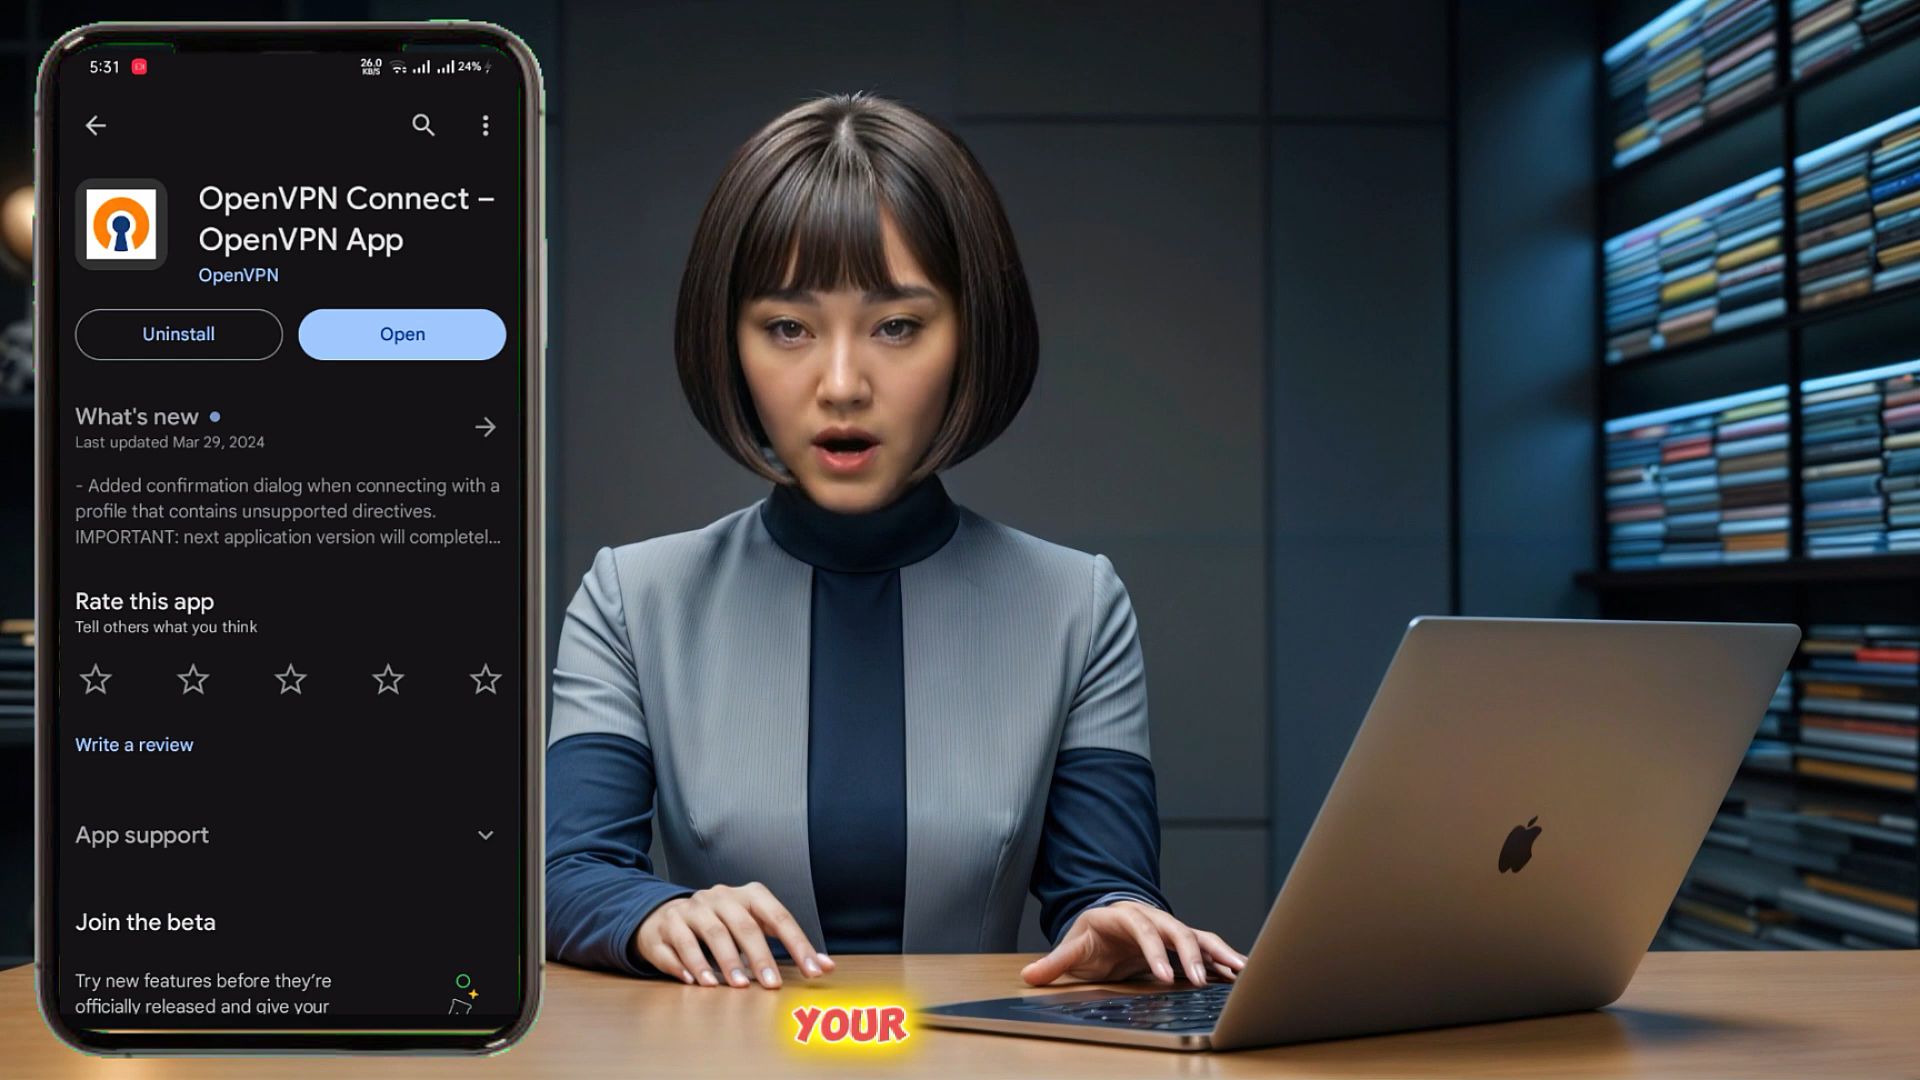 5:31
26.0
KB/S
24%
OpenVPN Connect –
OpenVPN App
OpenVPN
Uninstall
Open
What's new
Last updated Mar 29, 2024
- Added confirmation dialog when connecting with a
profile that contains unsupported directives.
IMPORTANT: next application version will completel...
Rate this app
Tell others what you think
Write a review
App support
Join the beta
Try new features before they're
officially released and give your
YOUR